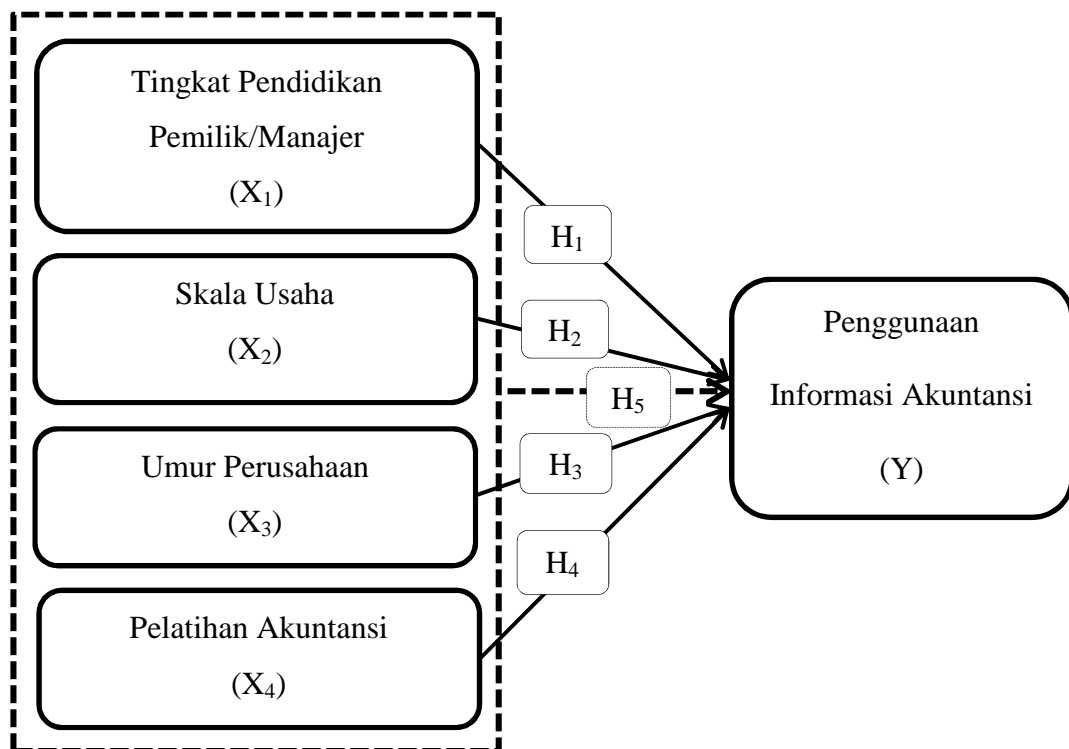 Tingkat Pendidikan
Pemilik/Manajer
(X₁)
Skala Usaha
(X₂)
Umur Perusahaan
(X₃)
Pelatihan Akuntansi
(X₄)
H₁
H₂
H₅
H₃
H₄
Penggunaan
Informasi Akuntansi
(Y)